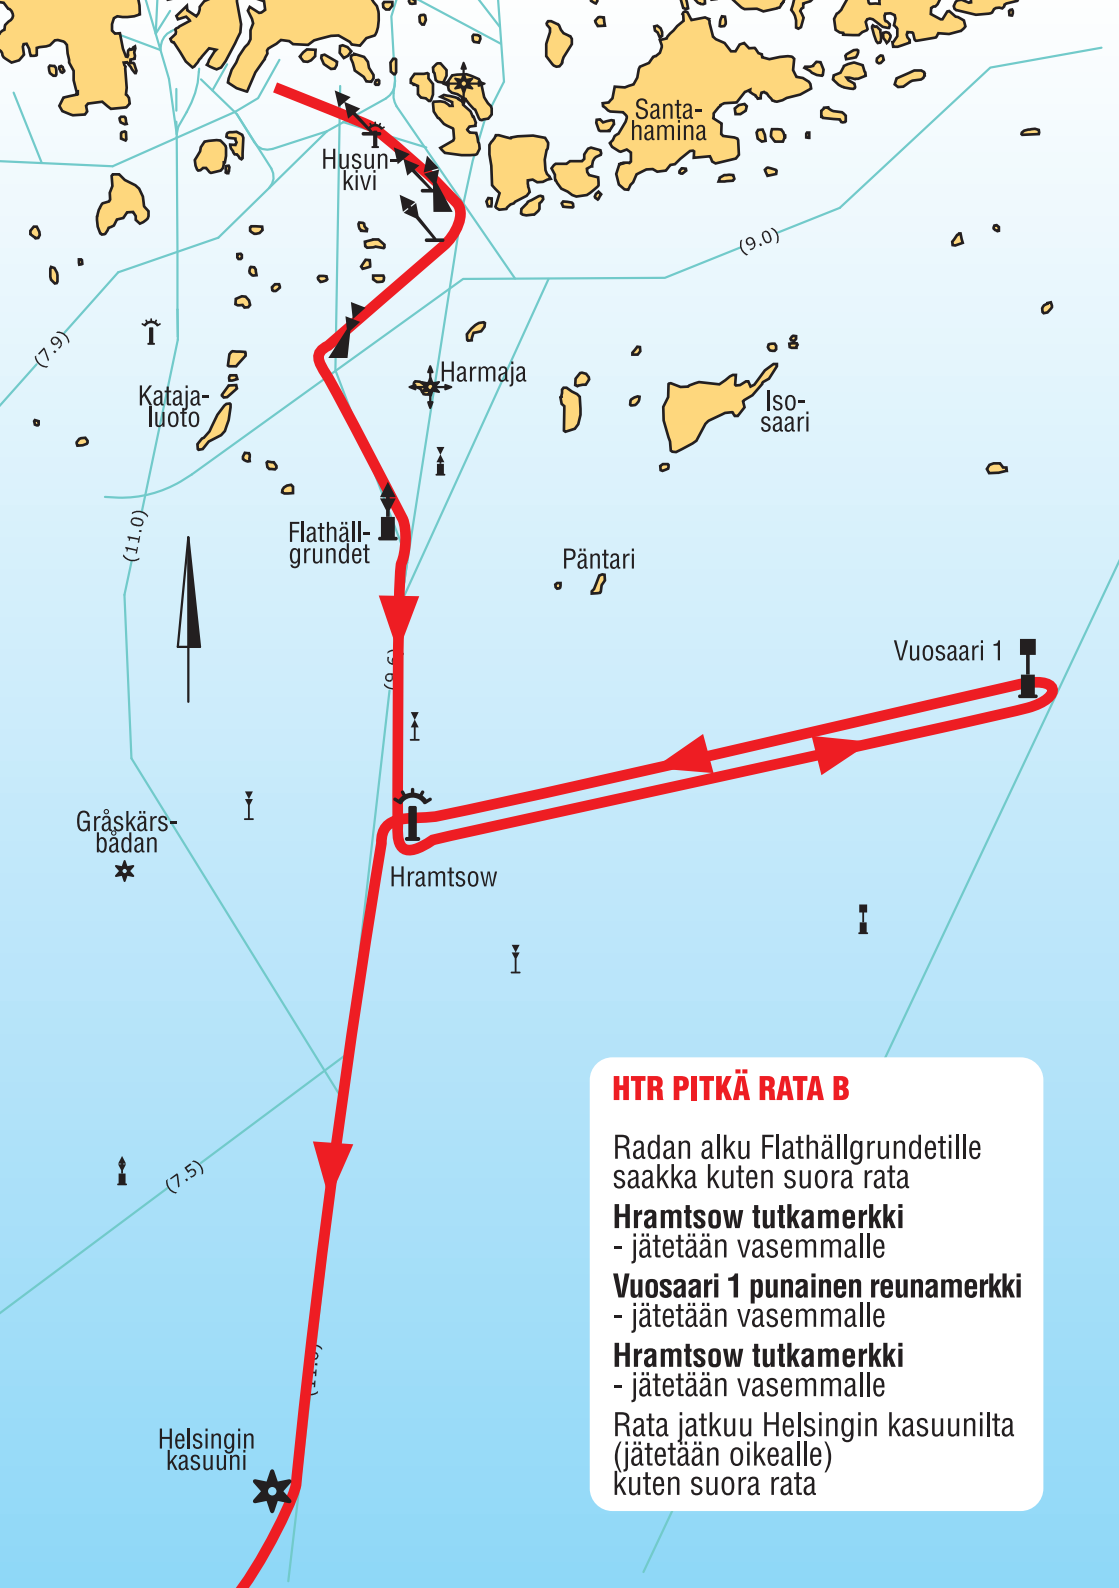 Santa-
hamina
Husun-
kivi
(9.0)
(7.9)
Harmaja
Kataja-
luoto
Iso-
saari
(11.0)
Flathäll-
grundet
Päntari
Vuosaari 1
(9.6)
Gråskärs-
bådan
Hramtsow
(7.5)
Helsingin
kasuuni
HTR PITKÄ RATA B
Radan alku Flathällgrundetille
saakka kuten suora rata
Hramtsow tutkamerkki
- jätetään vasemmalle
Vuosaari 1 punainen reunamerkki
- jätetään vasemmalle
Hramtsow tutkamerkki
- jätetään vasemmalle
Rata jatkuu Helsingin kasuunilta
(jätetään oikealle)
kuten suora rata